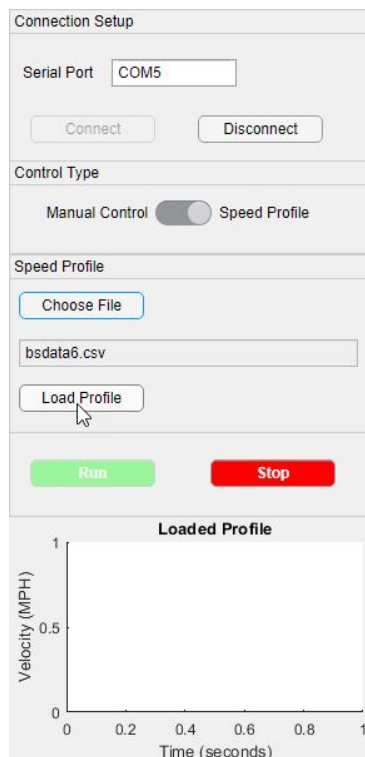 Connection Setup
Serial Port COM5
Connect Disconnect
Control Type
Manual Control Speed Profile
Speed Profile
Choose File
bsdata6.csv
Load Profile
Run Stop
Loaded Profile
1
0.5
0
Velocity (MPH)
0 0.2 0.4 0.6 0.8 1
Time (seconds)